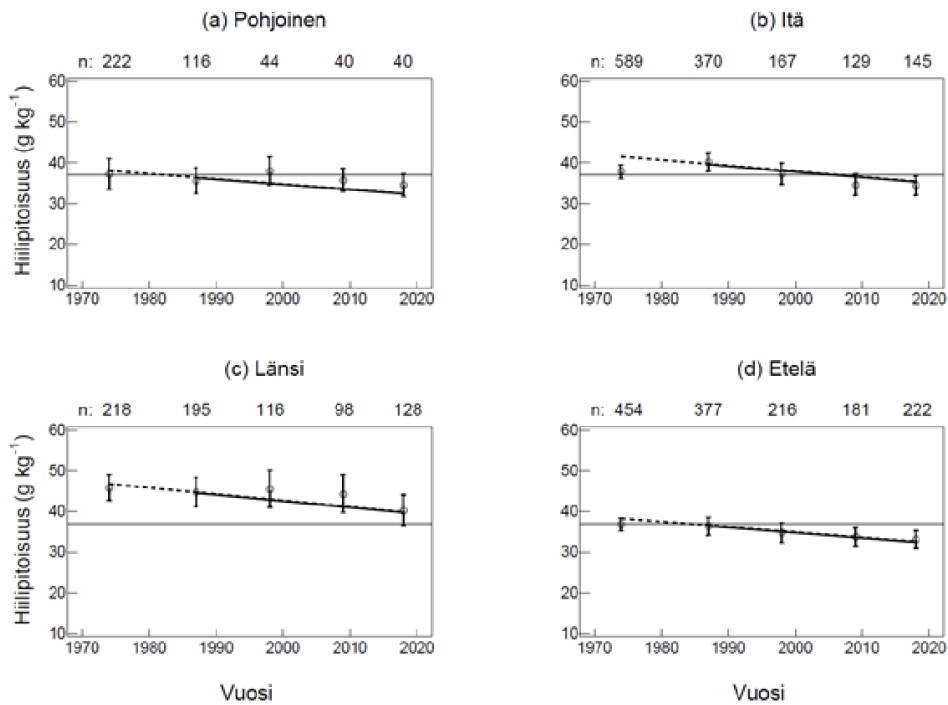 (a) Pohjoinen
n: 222 116 44 40 40
Hiilipitoisuus (g kg-1)
60
50
40
30
20
10
1970 1980 1990 2000 2010 2020
(b) Itä
n: 589 370 167 129 145
60
50
40
30
20
10
1970 1980 1990 2000 2010 2020
(c) Länsi
n: 218 195 116 98 128
Hiilipitoisuus (g kg-1)
60
50
40
30
20
10
1970 1980 1990 2000 2010 2020
Vuosi
(d) Etelä
n: 454 377 216 181 222
60
50
40
30
20
10
1970 1980 1990 2000 2010 2020
Vuosi